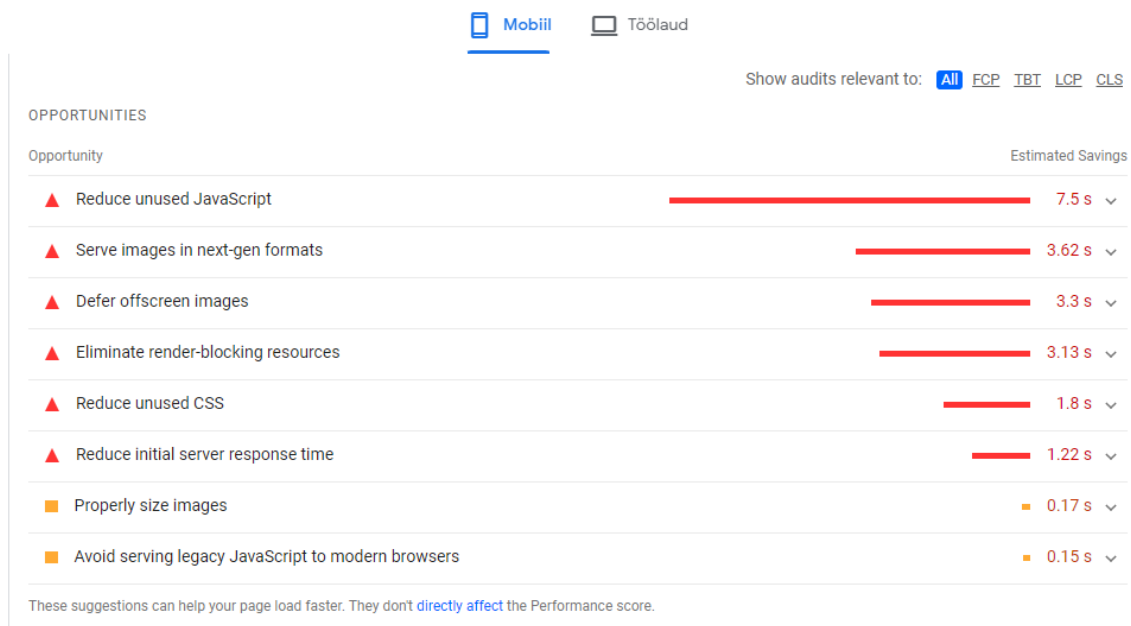 Mobiil Töölaud
Show audits relevant to: All FCP TBT LCP CLS
OPPORTUNITIES
Opportunity Estimated Savings
Reduce unused JavaScript 7.5 s
Serve images in next-gen formats 3.62 s
Defer offscreen images 3.3 s
Eliminate render-blocking resources 3.13 s
Reduce unused CSS 1.8 s
Reduce initial server response time 1.22 s
Properly size images 0.17 s
Avoid serving legacy JavaScript to modern browsers 0.15 s
These suggestions can help your page load faster. They don't directly affect the Performance score.